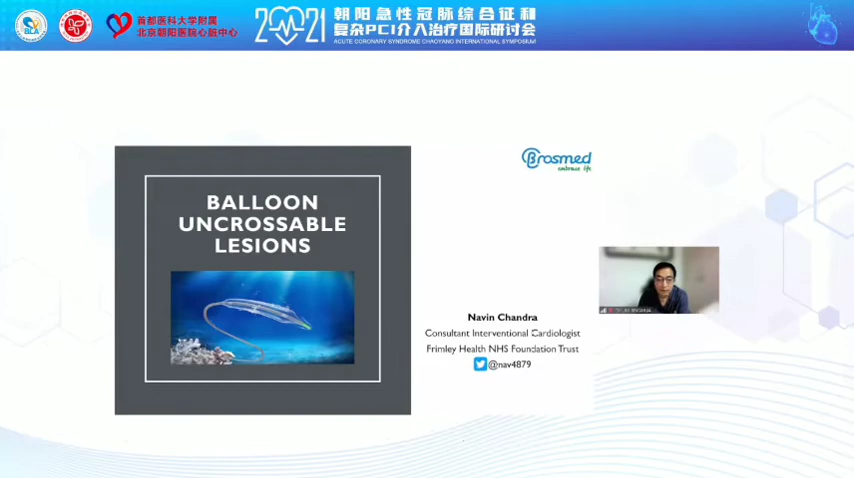 首都医科大学附属
北京朝阳医院心脏中心
2021
朝阳急性冠脉综合征和
复杂PCI介入治疗国际研讨会
ACUTE CORONARY SYNDROME CHAOYANG INTERNATIONAL SYMPOSIUM
Brosmed
embrace life
BALLOON
UNCROSSABLE
LESIONS
Navin Chandra
Consultant Interventional Cardiologist
Frimley Health NHS Foundation Trust
@nav4879